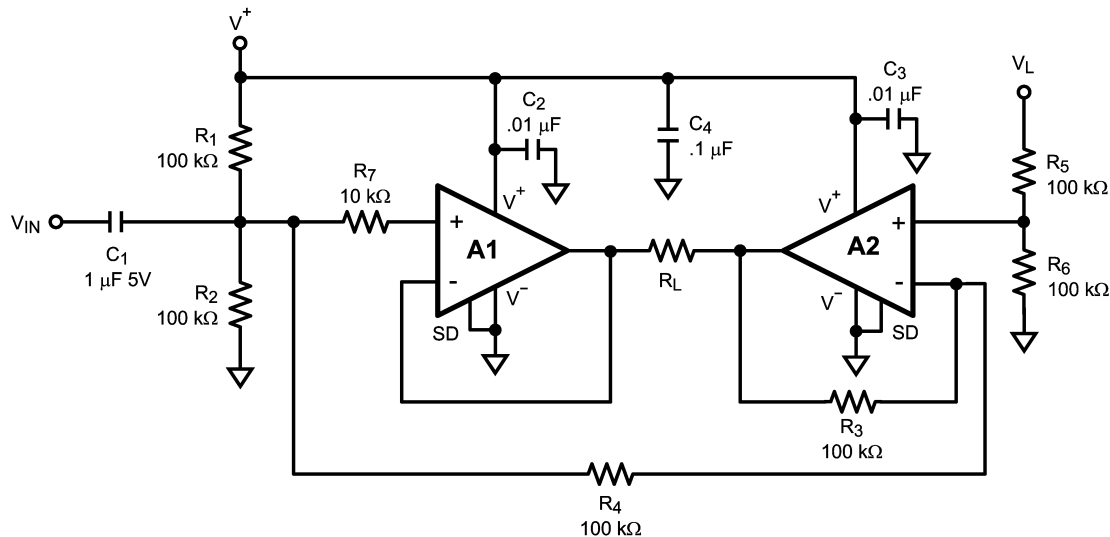 V+
R1
100 kΩ
C2
.01 µF
C4
.1 µF
C3
.01 µF
VL
R7
10 kΩ
V+
V+
R5
100 kΩ
VIN
C1
1 µF 5V
+
A1
-
RL
A2
+
-
R2
100 kΩ
V−
SD
V−
SD
R6
100 kΩ
R3
100 kΩ
R4
100 kΩ